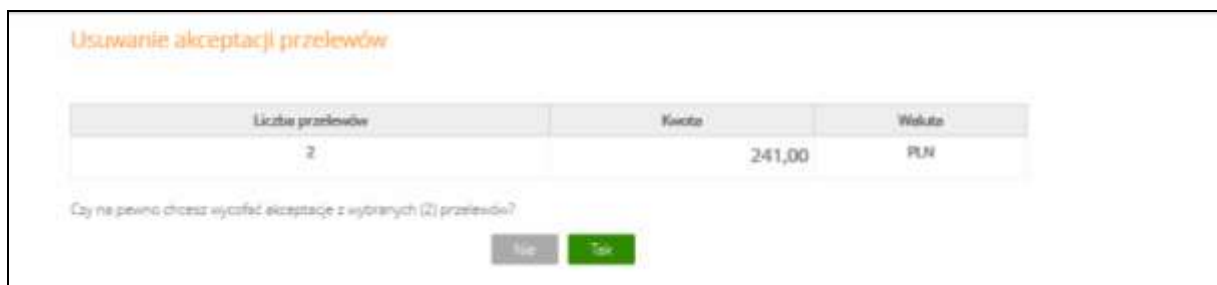 Usuwanie akceptacji przelewów
Liczba przelewów Kwota Waluta
2 241,00 PLN
Czy na pewno chcesz wycofać akceptacje z wybranych (2) przelewów?
Nie Tak